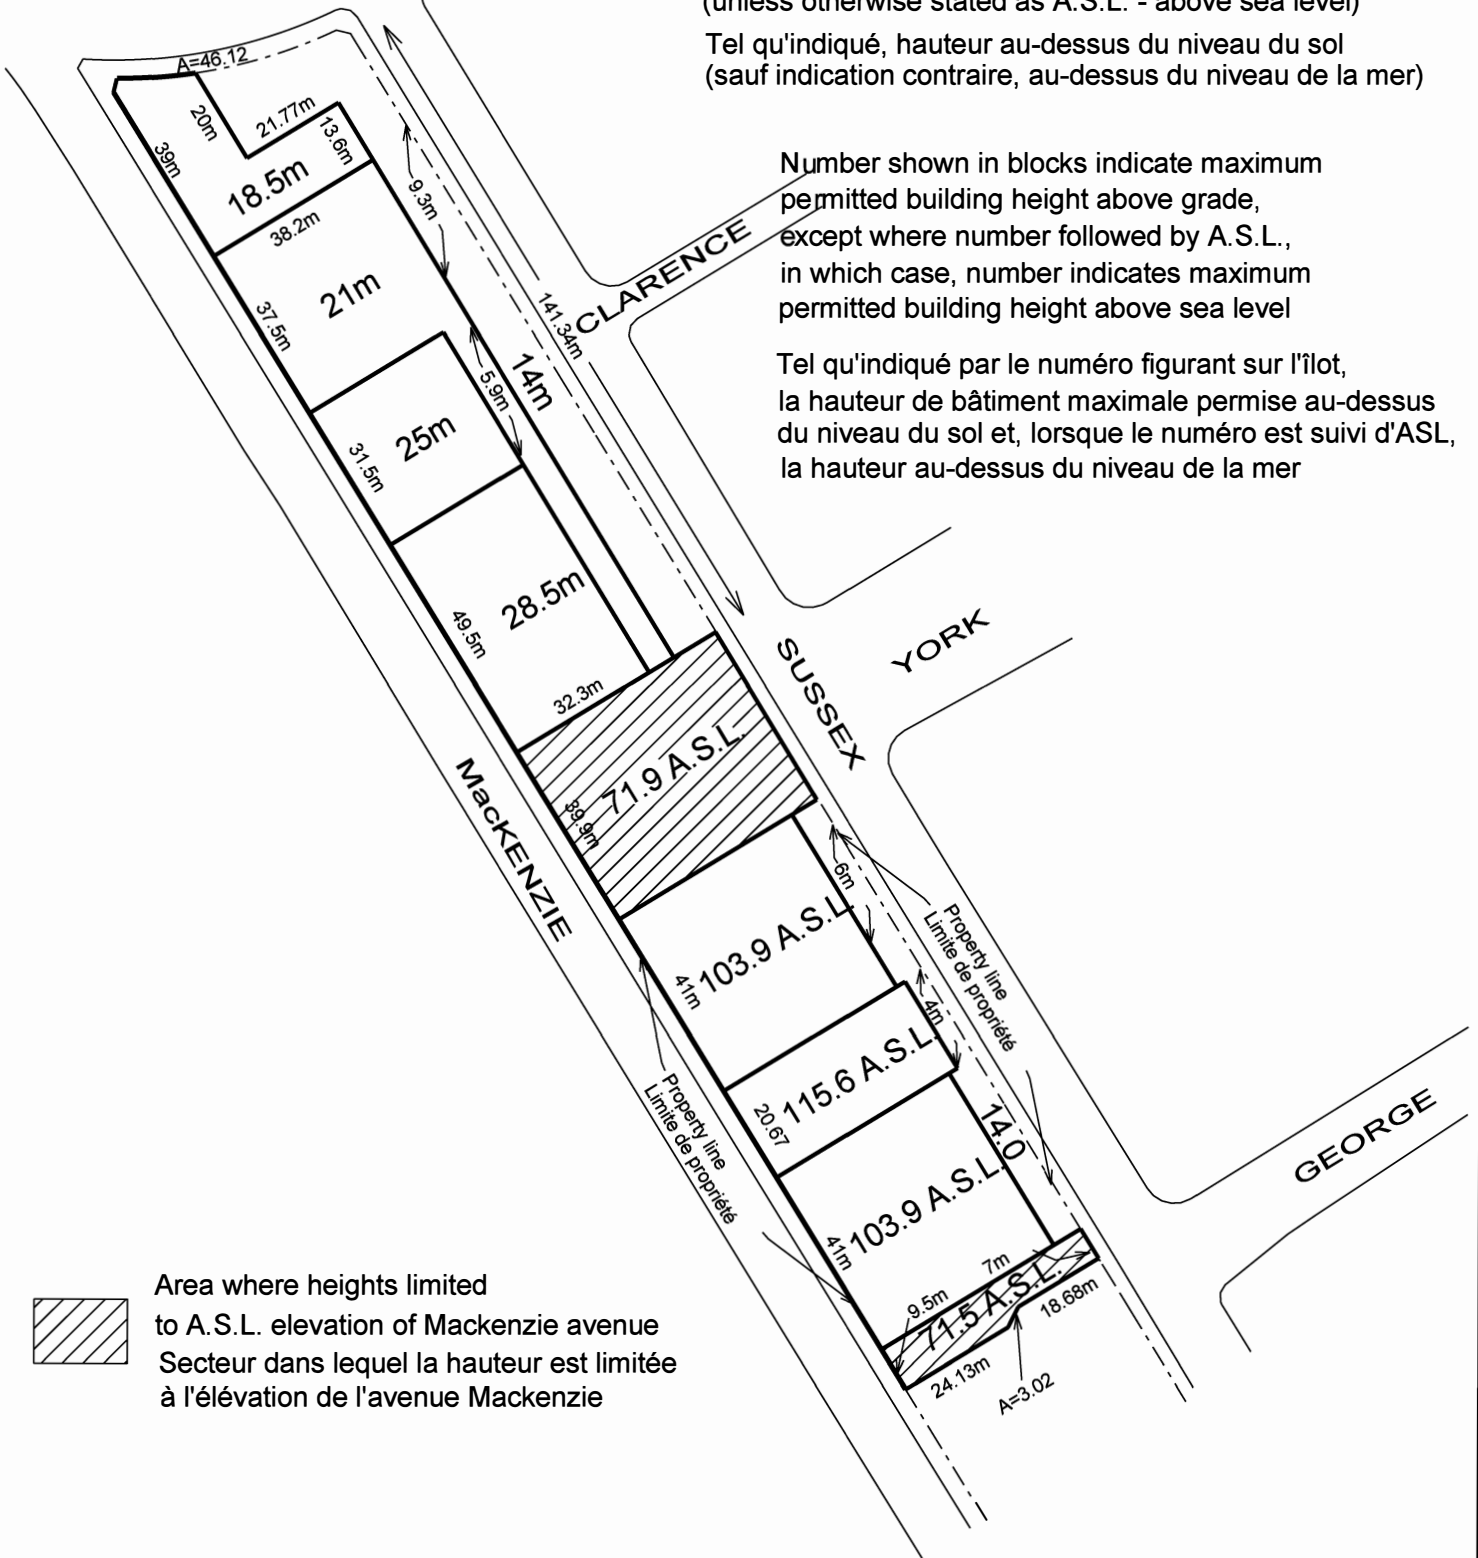 (unless otherwise stated as A.S.L. - above sea level)
Tel qu'indiqué, hauteur au-dessus du niveau du sol
(sauf indication contraire, au-dessus du niveau de la mer)
Number shown in blocks indicate maximum
permitted building height above grade,
except where number followed by A.S.L.,
in which case, number indicates maximum
permitted building height above sea level
Tel qu'indiqué par le numéro figurant sur l'îlot,
la hauteur de bâtiment maximale permise au-dessus
du niveau du sol et, lorsque le numéro est suivi d'ASL,
la hauteur au-dessus du niveau de la mer
A=46.12
20m
21.77m
13.6m
39m
18.5m
38.2m
9.3m
21m
37.5m
141.34m
CLARENCE
14m
5.9m
25m
31.5m
28.5m
49.5m
32.3m
SUSSEX
YORK
71.9 A.S.L.
39.9m
MacKENZIE
6m
103.9 A.S.L.
41m
Property line
Limite de propriété
4m
115.6 A.S.L.
20.67
Property line
Limite de propriété
14.0
GEORGE
103.9 A.S.L.
41m
7m
9.5m
71.5 A.S.L.
18.68m
24.13m
A=3.02
Area where heights limited
to A.S.L. elevation of Mackenzie avenue
Secteur dans lequel la hauteur est limitée
à l'élévation de l'avenue Mackenzie